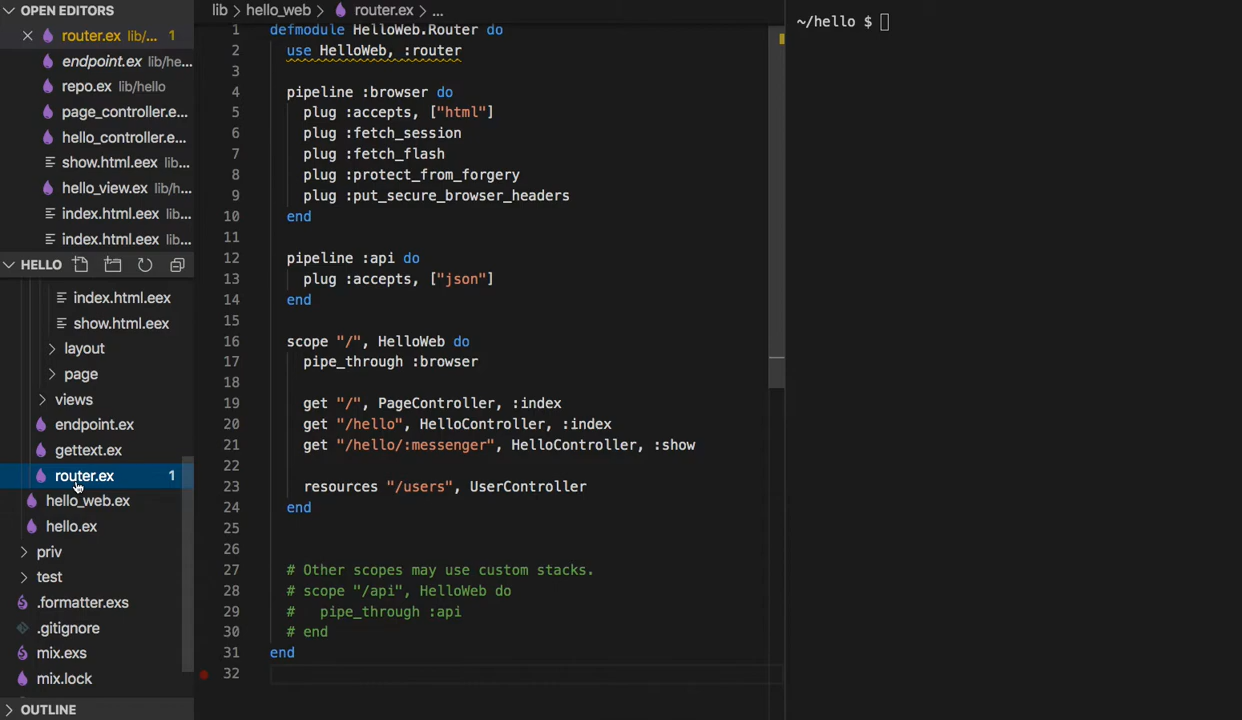 OPEN EDITORS
router.ex lib/... 1
endpoint.ex lib/he...
repo.ex lib/hello
page_controller.e...
hello_controller.e...
show.html.eex lib...
hello_view.ex lib/h...
index.html.eex lib...
index.html.eex lib...
HELLO
index.html.eex
show.html.eex
layout
page
views
endpoint.ex
gettext.ex
router.ex 1
hello_web.ex
hello.ex
priv
test
.formatter.exs
.gitignore
mix.exs
mix.lock
OUTLINE
lib > hello_web > router.ex > ...
1 defmodule HelloWeb.Router do
2 use HelloWeb, :router
3
4 pipeline :browser do
5 plug :accepts, ["html"]
6 plug :fetch_session
7 plug :fetch_flash
8 plug :protect_from_forgery
9 plug :put_secure_browser_headers
10 end
11
12 pipeline :api do
13 plug :accepts, ["json"]
14 end
15
16 scope "/", HelloWeb do
17 pipe_through :browser
18
19 get "/", PageController, :index
20 get "/hello", HelloController, :index
21 get "/hello/:messenger", HelloController, :show
22
23 resources "/users", UserController
24 end
25
26
27 # Other scopes may use custom stacks.
28 # scope "/api", HelloWeb do
29 #   pipe_through :api
30 # end
31 end
32
~/hello $